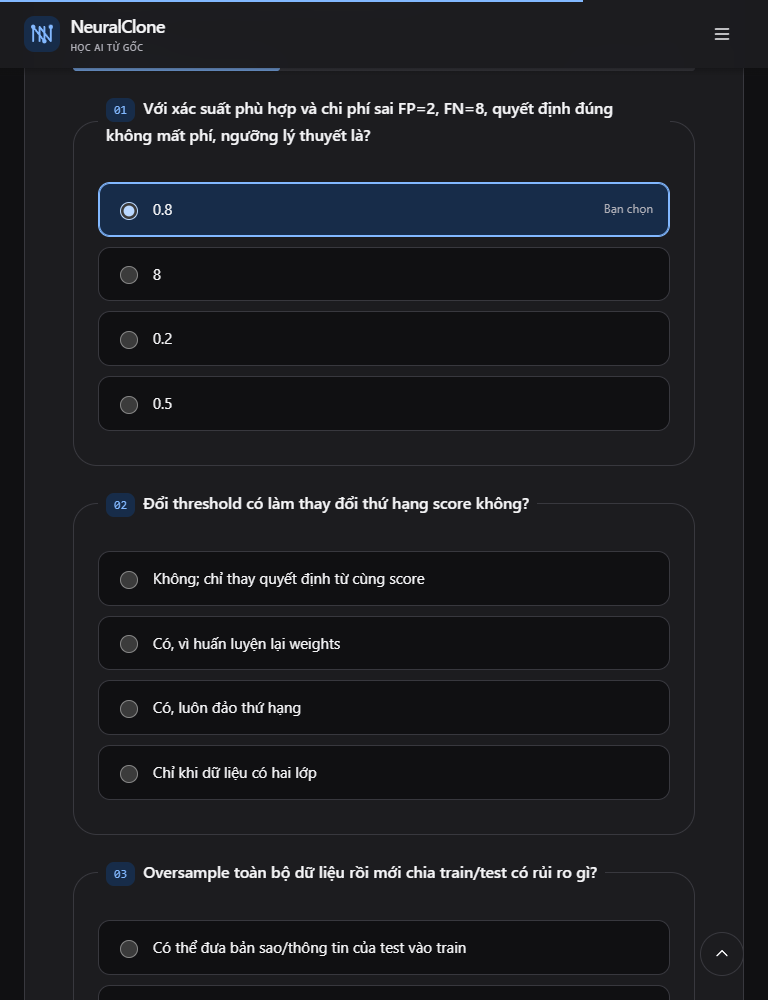 NeuralClone
HỌC AI TỪ GỐC
01 Với xác suất phù hợp và chi phí sai FP=2, FN=8, quyết định đúng
không mất phí, ngưỡng lý thuyết là?
0.8
Bạn chọn
8
0.2
0.5
02 Đổi threshold có làm thay đổi thứ hạng score không?
Không; chỉ thay quyết định từ cùng score
Có, vì huấn luyện lại weights
Có, luôn đảo thứ hạng
Chỉ khi dữ liệu có hai lớp
03 Oversample toàn bộ dữ liệu rồi mới chia train/test có rủi ro gì?
Có thể đưa bản sao/thông tin của test vào train